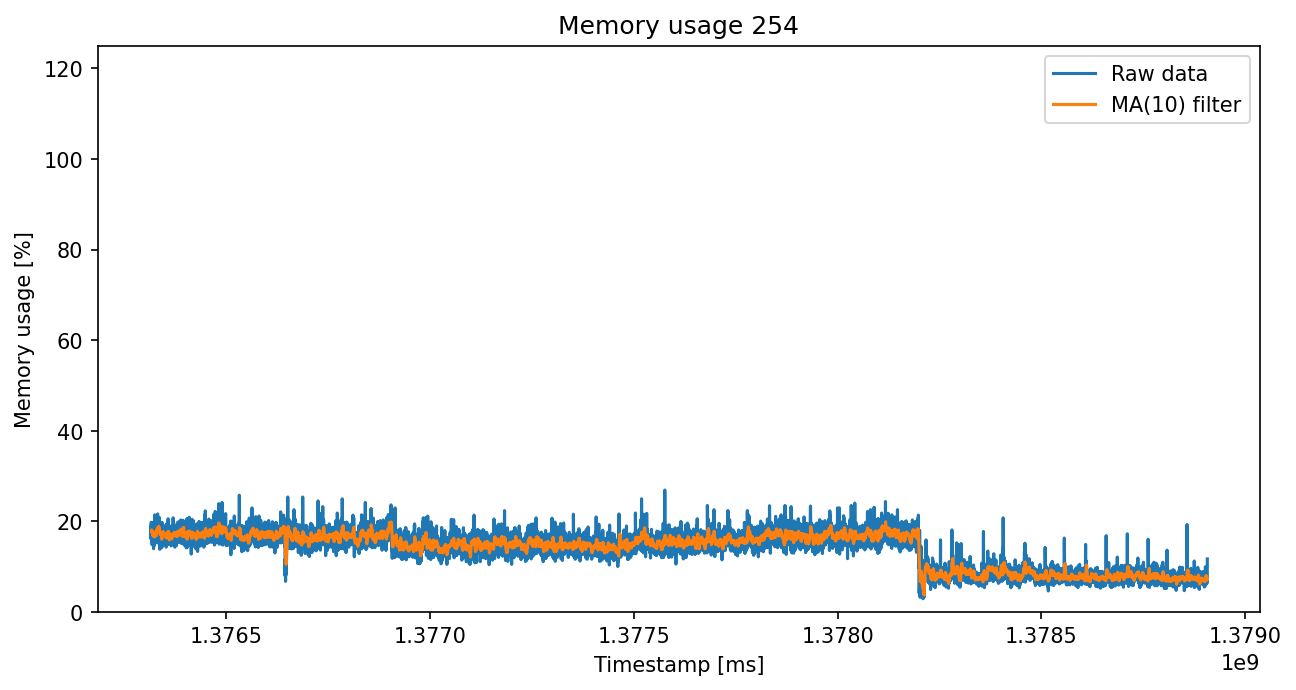 Memory usage 254
Raw data
MA(10) filter
Memory usage [%]
120
100
80
60
40
20
0
1.3765 1.3770 1.3775 1.3780 1.3785 1.3790
1e9
Timestamp [ms]